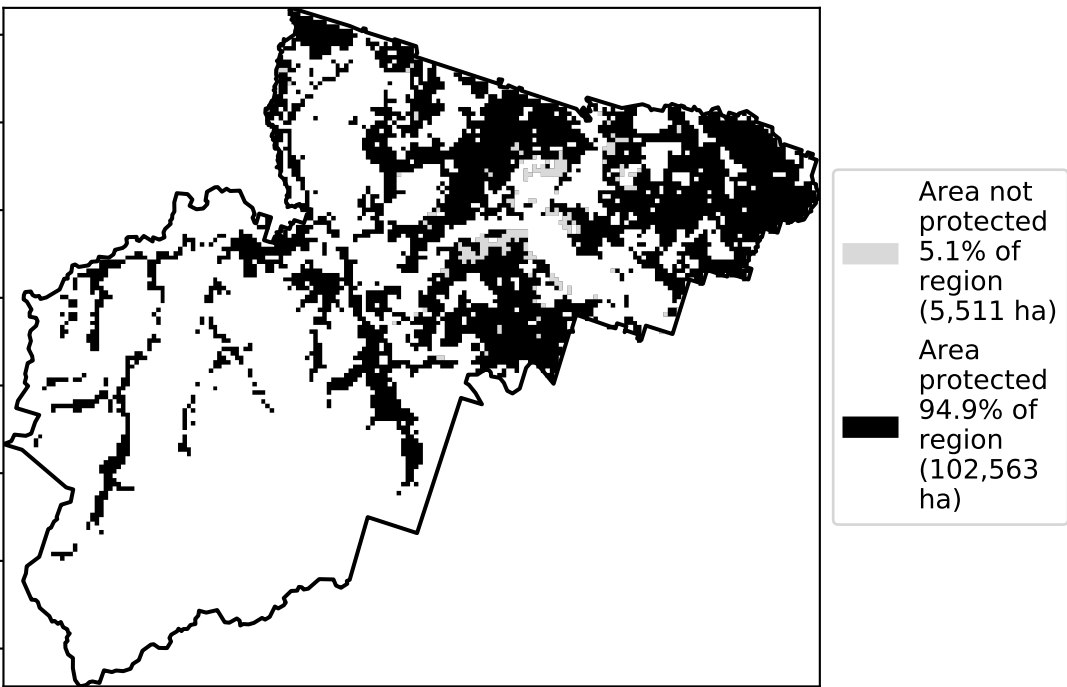 Area not
protected
5.1% of
region
(5,511 ha)
Area
protected
94.9% of
region
(102,563
ha)